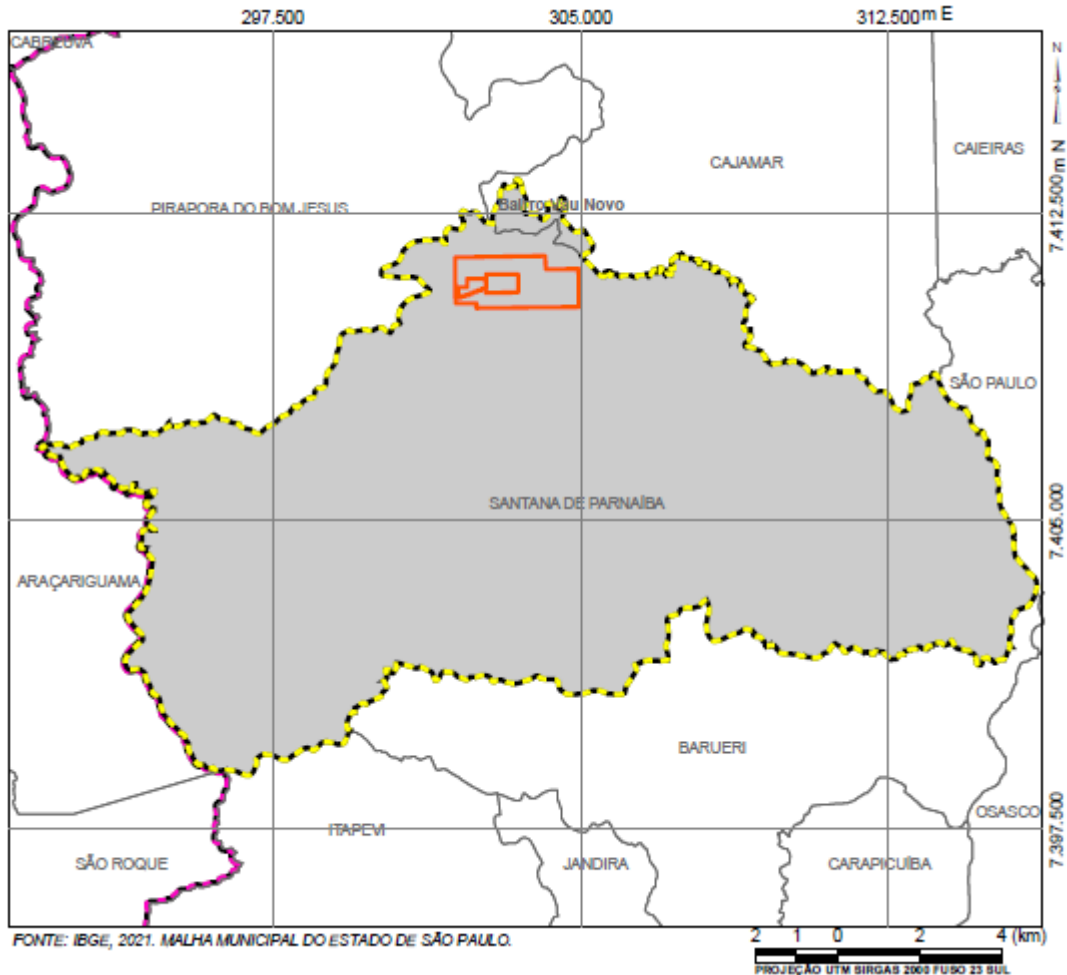 297.500 305.000 312.500 m E
CABREÚVA
N
CAJAMAR
CAIEIRAS
PIRAPORA DO BOM JESUS
Bairro Vau Novo
7.412.500 m N
SÃO PAULO
SANTANA DE PARNAÍBA
7.405.000
ARAÇARIGUAMA
BARUERI
OSASCO
ITAPEVI
7.397.500
SÃO ROQUE
JANDIRA
CARAPICUÍBA
FONTE: IBGE, 2021. MALHA MUNICIPAL DO ESTADO DE SÃO PAULO.
2 1 0 2 4 (km)
PROJEÇÃO UTM SIRGAS 2000 FUSO 23 SUL